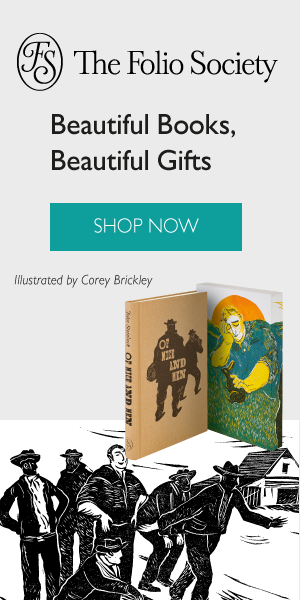 FS
The Folio Society
Beautiful Books,
Beautiful Gifts
SHOP NOW
Illustrated by Corey Brickley
John Steinbeck OF MICE AND MEN
OF
MICE
AND
MEN